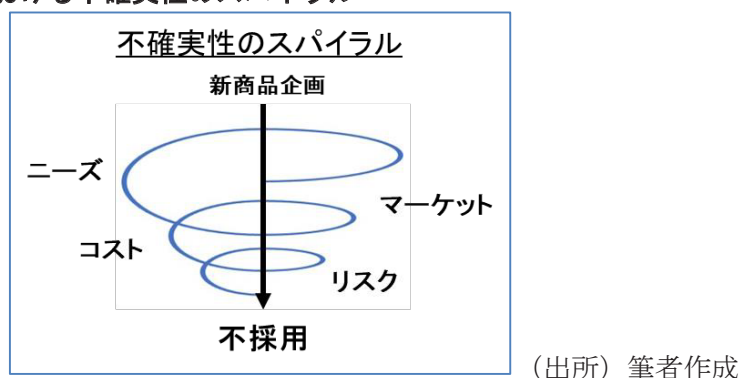 不確実性のスパイラル
新商品企画
ニーズ
マーケット
コスト
リスク
不採用
（出所）筆者作成